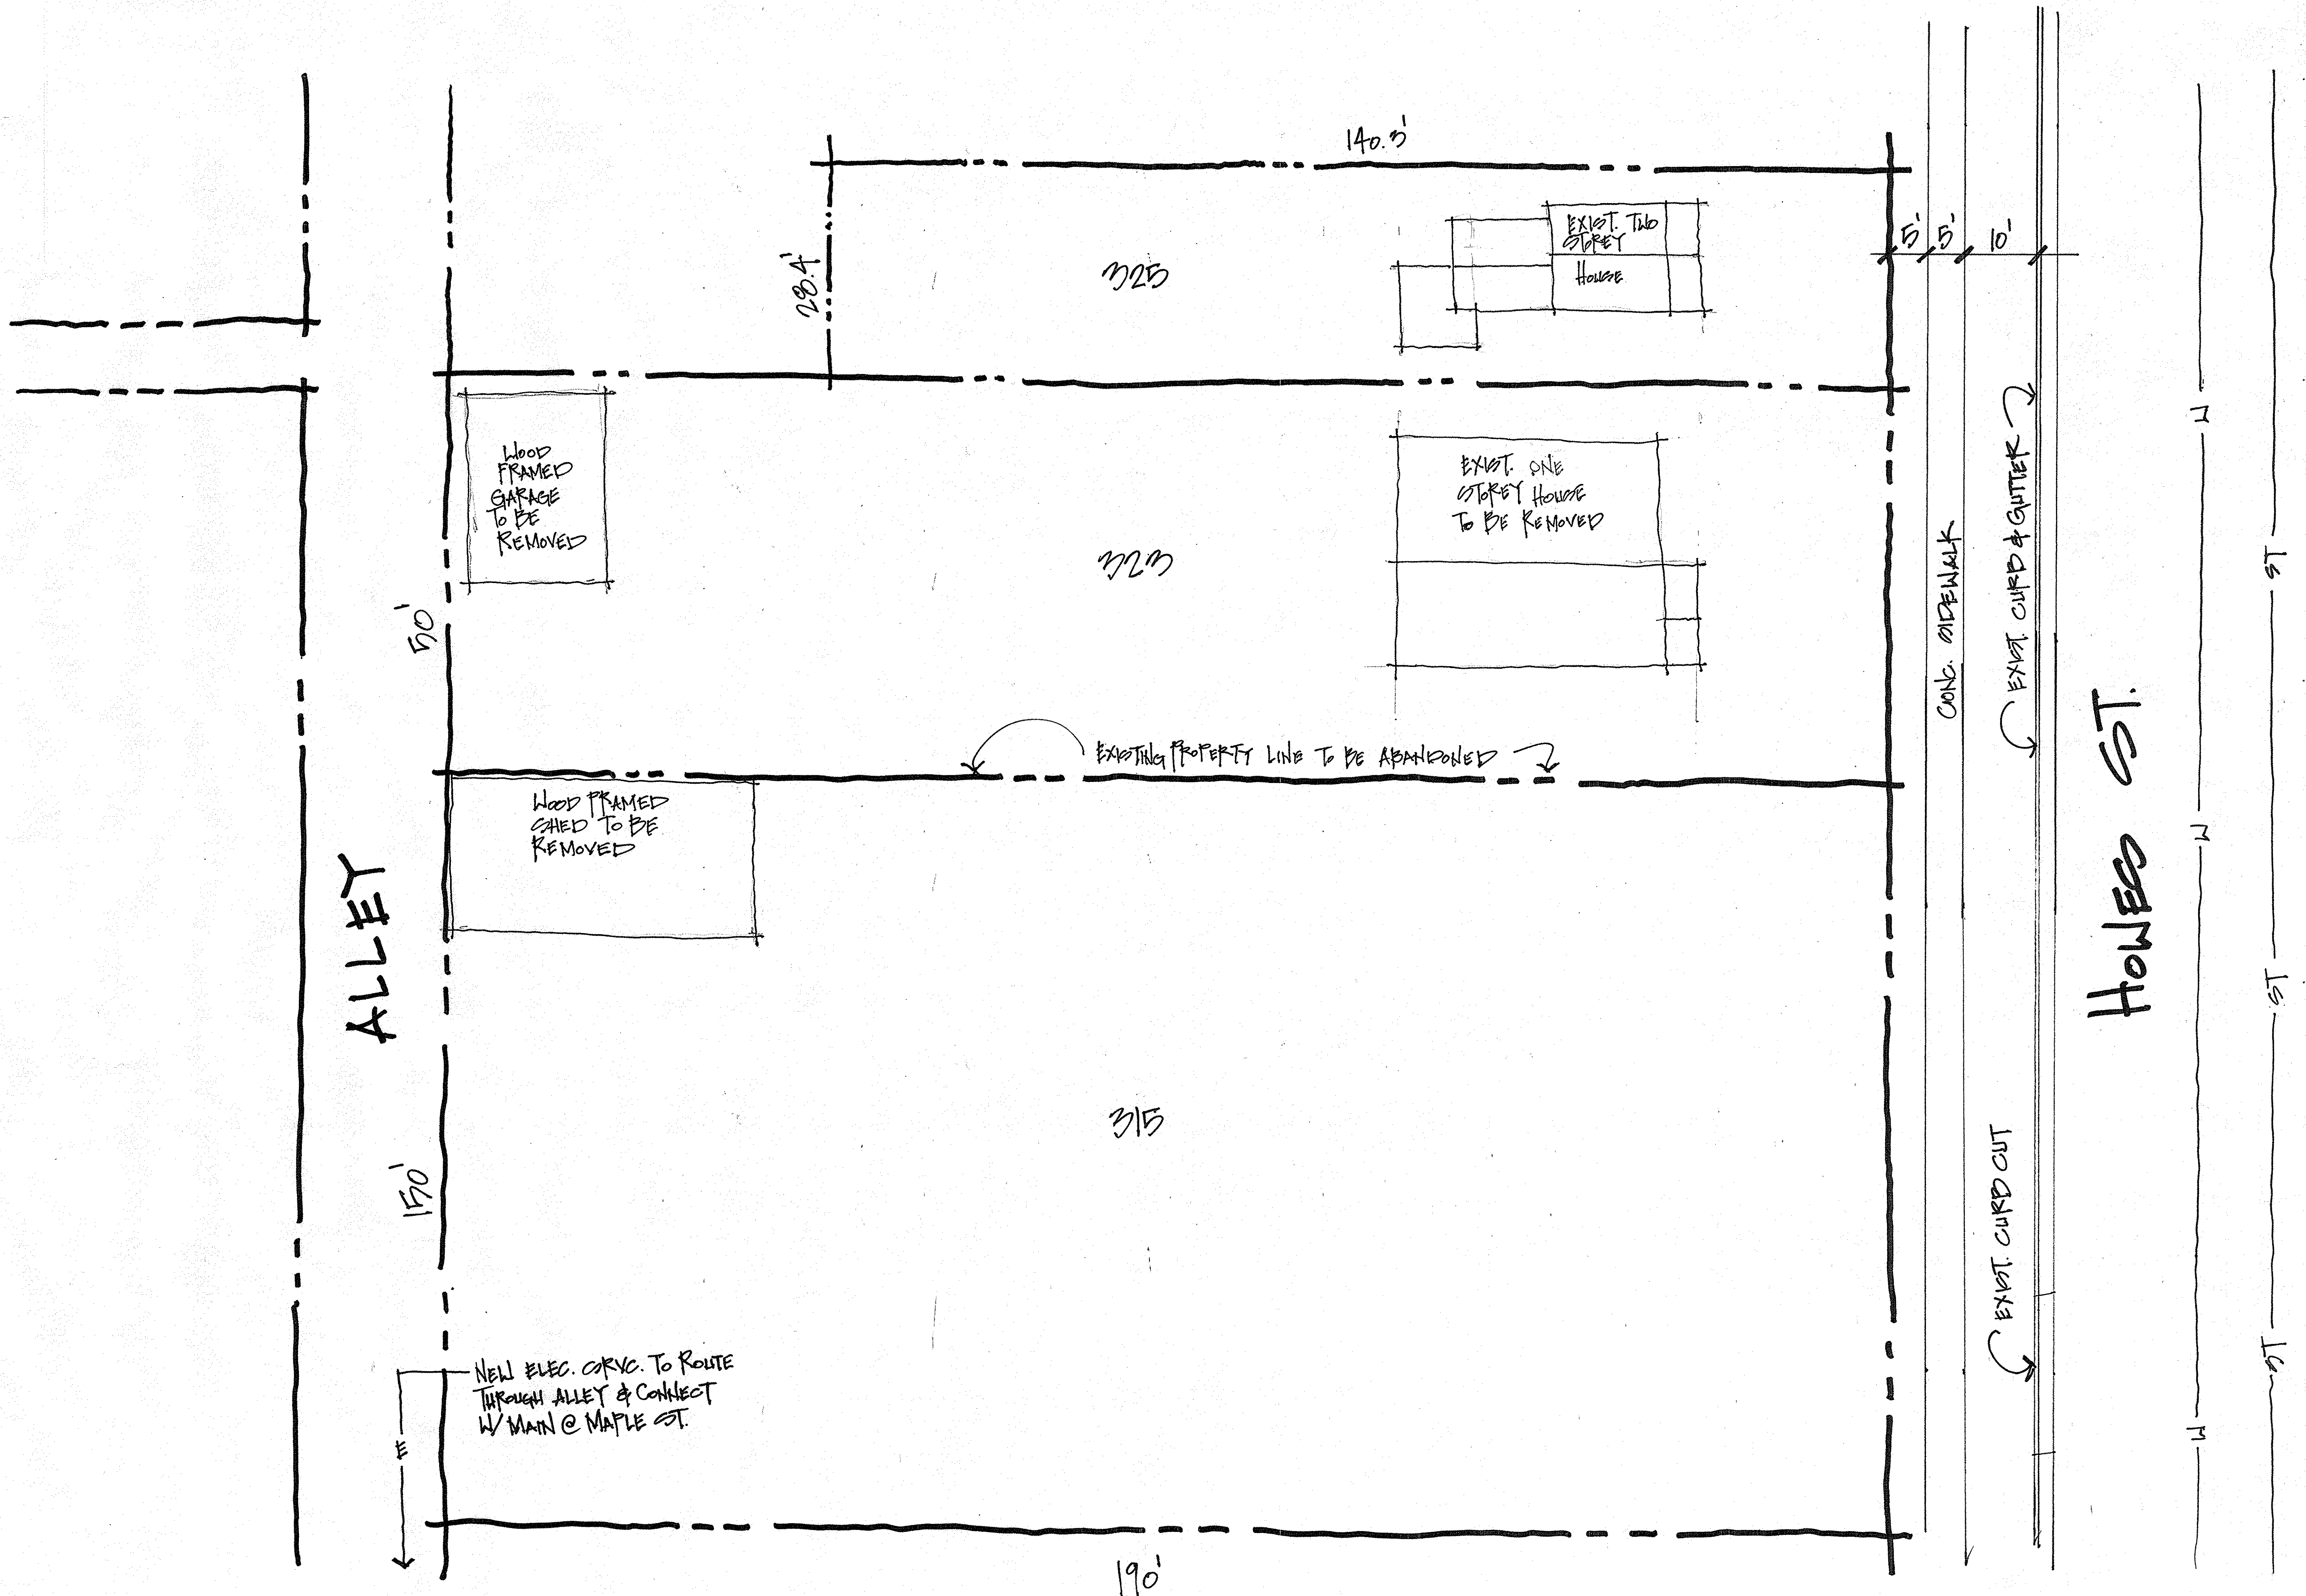 140.3'
5'
5'
10'
EXIST. TWO
STOREY
HOUSE
28.4'
325
WOOD
FRAMED
GARAGE
TO BE
REMOVED
EXIST. ONE
STOREY HOUSE
TO BE REMOVED
323
50'
EXISTING PROPERTY LINE TO BE ABANDONED
WOOD FRAMED
SHED TO BE
REMOVED
ALLEY
315
150'
NEW ELEC. SRVC. TO ROUTE
THROUGH ALLEY & CONNECT
W/ MAIN @ MAPLE ST.
E
190'
CONC. SIDEWALK
EXIST. CURB & GUTTER
EXIST. CURB CUT
HOWES ST.
W
W
W
ST
ST
ST